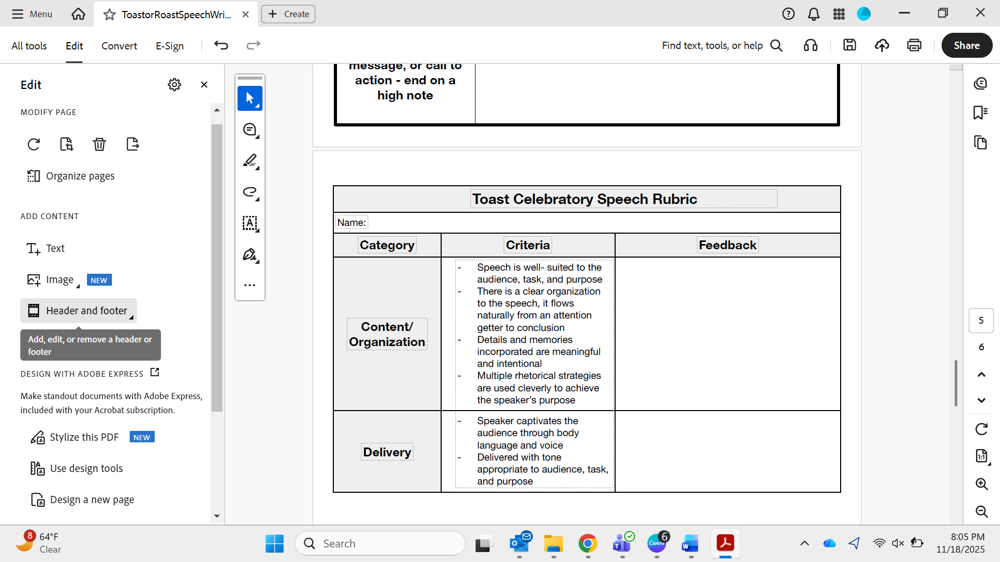 Menu
ToastorRoastSpeechWri...
Create
All tools
Edit
Convert
E-Sign
Find text, tools, or help
Share
Edit
MODIFY PAGE
Organize pages
ADD CONTENT
Text
Image NEW
Header and footer
Add, edit, or remove a header or
footer
DESIGN WITH ADOBE EXPRESS
Make standout documents with Adobe Express,
included with your Acrobat subscription.
Stylize this PDF NEW
Use design tools
Design a new page
message, or call to
action - end on a
high note
Toast Celebratory Speech Rubric
Name:
Category
Criteria
Feedback
Content/
Organization
- Speech is well- suited to the
audience, task, and purpose
- There is a clear organization
to the speech, it flows
naturally from an attention
getter to conclusion
- Details and memories
incorporated are meaningful
and intentional
- Multiple rhetorical strategies
are used cleverly to achieve
the speaker's purpose
Delivery
- Speaker captivates the
audience through body
language and voice
- Delivered with tone
appropriate to audience, task,
and purpose
5
6
1:1
8
64°F
Clear
Search
Canva
6
8:05 PM
11/18/2025